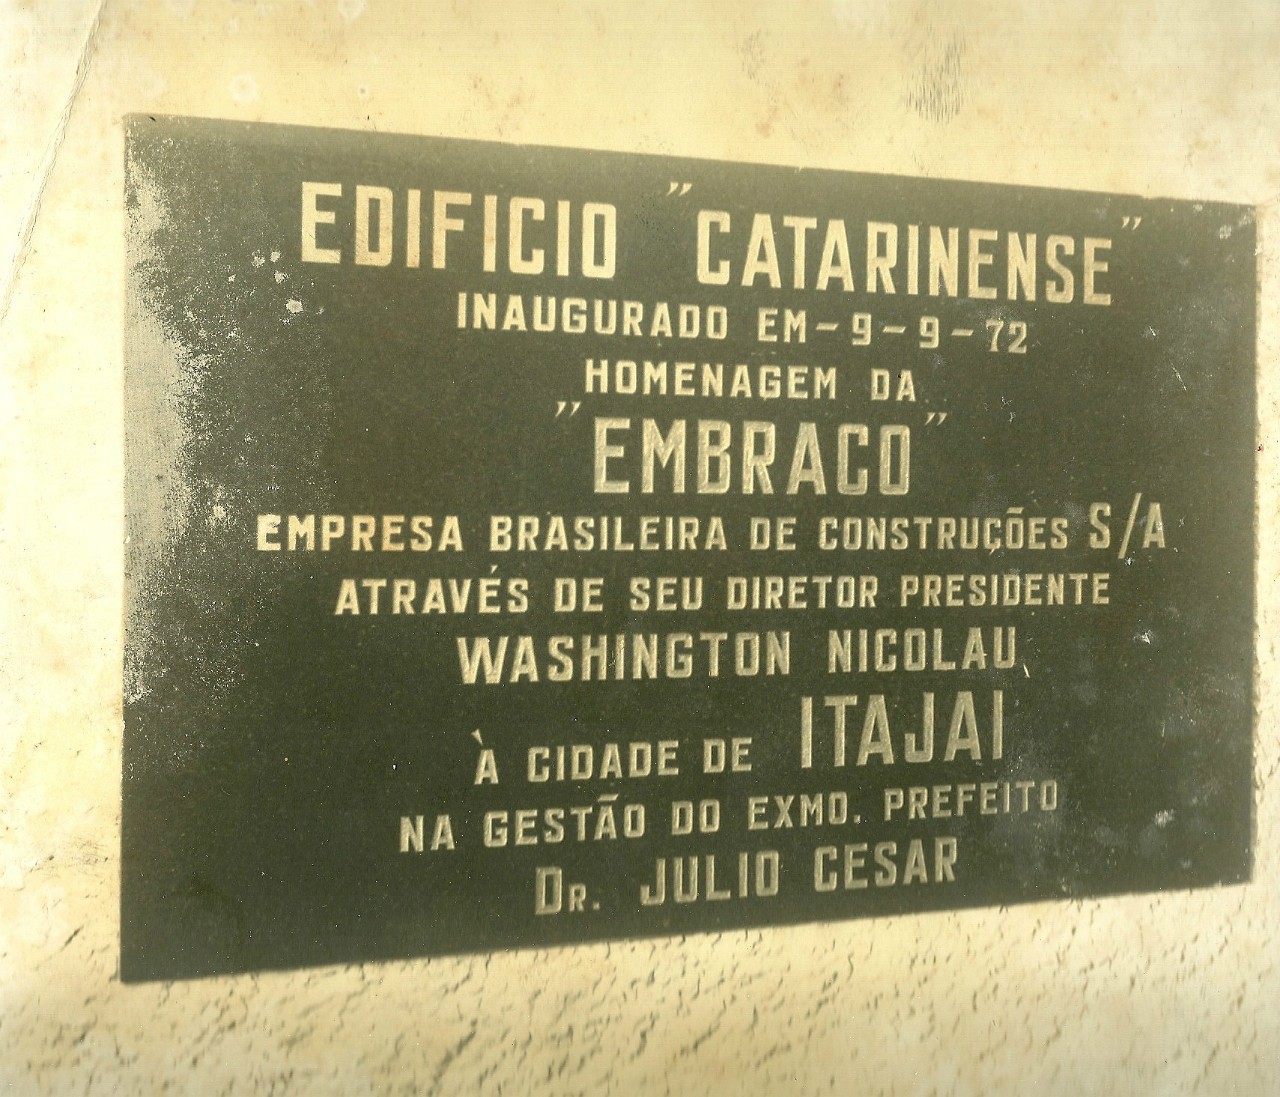 EDIFICIO "CATARINENSE"
INAUGURADO EM-9-9-72
HOMENAGEM DA
"EMBRACO"
EMPRESA BRASILEIRA DE CONSTRUÇÕES S/A
ATRAVÉS DE SEU DIRETOR PRESIDENTE
WASHINGTON NICOLAU,
À CIDADE DE ITAJAI
NA GESTÃO DO EXMO. PREFEITO
DR. JULIO CESAR